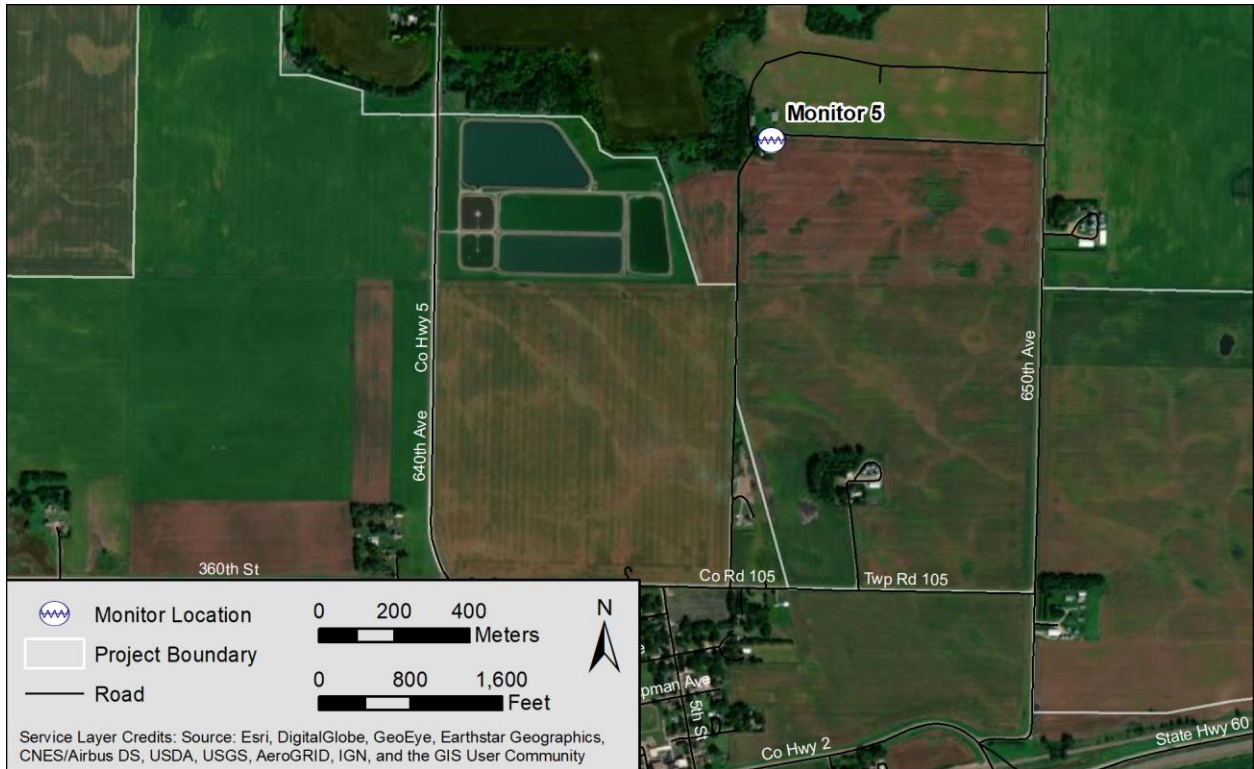 Monitor 5
Co Hwy 5
640th Ave
650th Ave
360th St
Co Rd 105
Twp Rd 105
pman Ave
5th St
Co Hwy 2
State Hwy 60
Monitor Location
Project Boundary
Road
0 200 400
Meters
0 800 1,600
Feet
N
Service Layer Credits: Source: Esri, DigitalGlobe, GeoEye, Earthstar Geographics,
CNES/Airbus DS, USDA, USGS, AeroGRID, IGN, and the GIS User Community